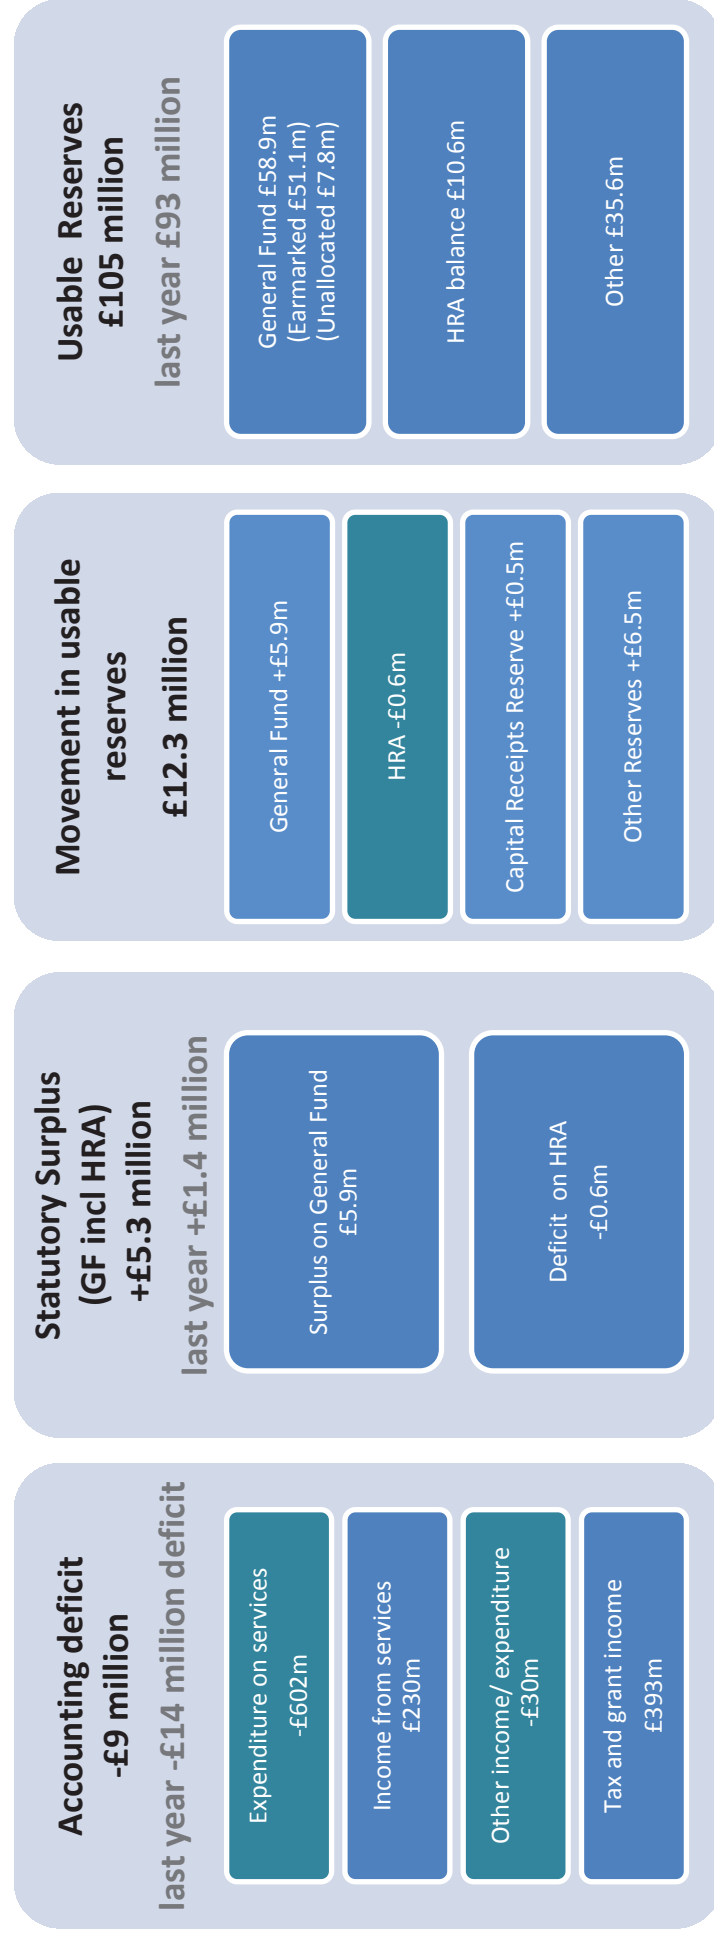 Accounting deficit
-£9 million
last year -£14 million deficit
Expenditure on services
-£602m
Income from services
£230m
Other income/ expenditure
-£30m
Tax and grant income
£393m
Statutory Surplus
(GF incl HRA)
+£5.3 million
last year +£1.4 million
Surplus on General Fund
£5.9m
Deficit on HRA
-£0.6m
Movement in usable
reserves
£12.3 million
General Fund +£5.9m
HRA -£0.6m
Capital Receipts Reserve +£0.5m
Other Reserves +£6.5m
Usable Reserves
£105 million
last year £93 million
General Fund £58.9m
(Earmarked £51.1m)
(Unallocated £7.8m)
HRA balance £10.6m
Other £35.6m